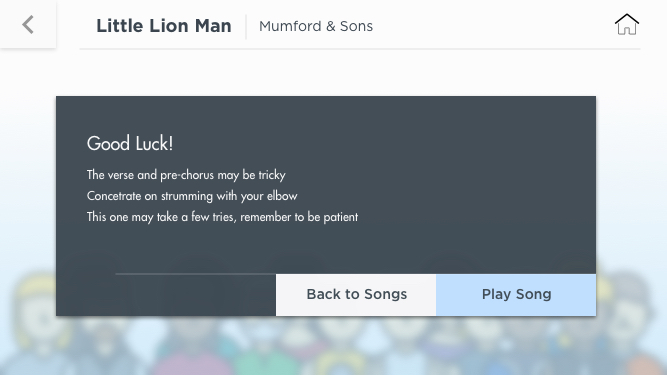 Little Lion Man
Mumford & Sons
Good Luck!
The verse and pre-chorus may be tricky
Concetrate on strumming with your elbow
This one may take a few tries, remember to be patient
Back to Songs
Play Song